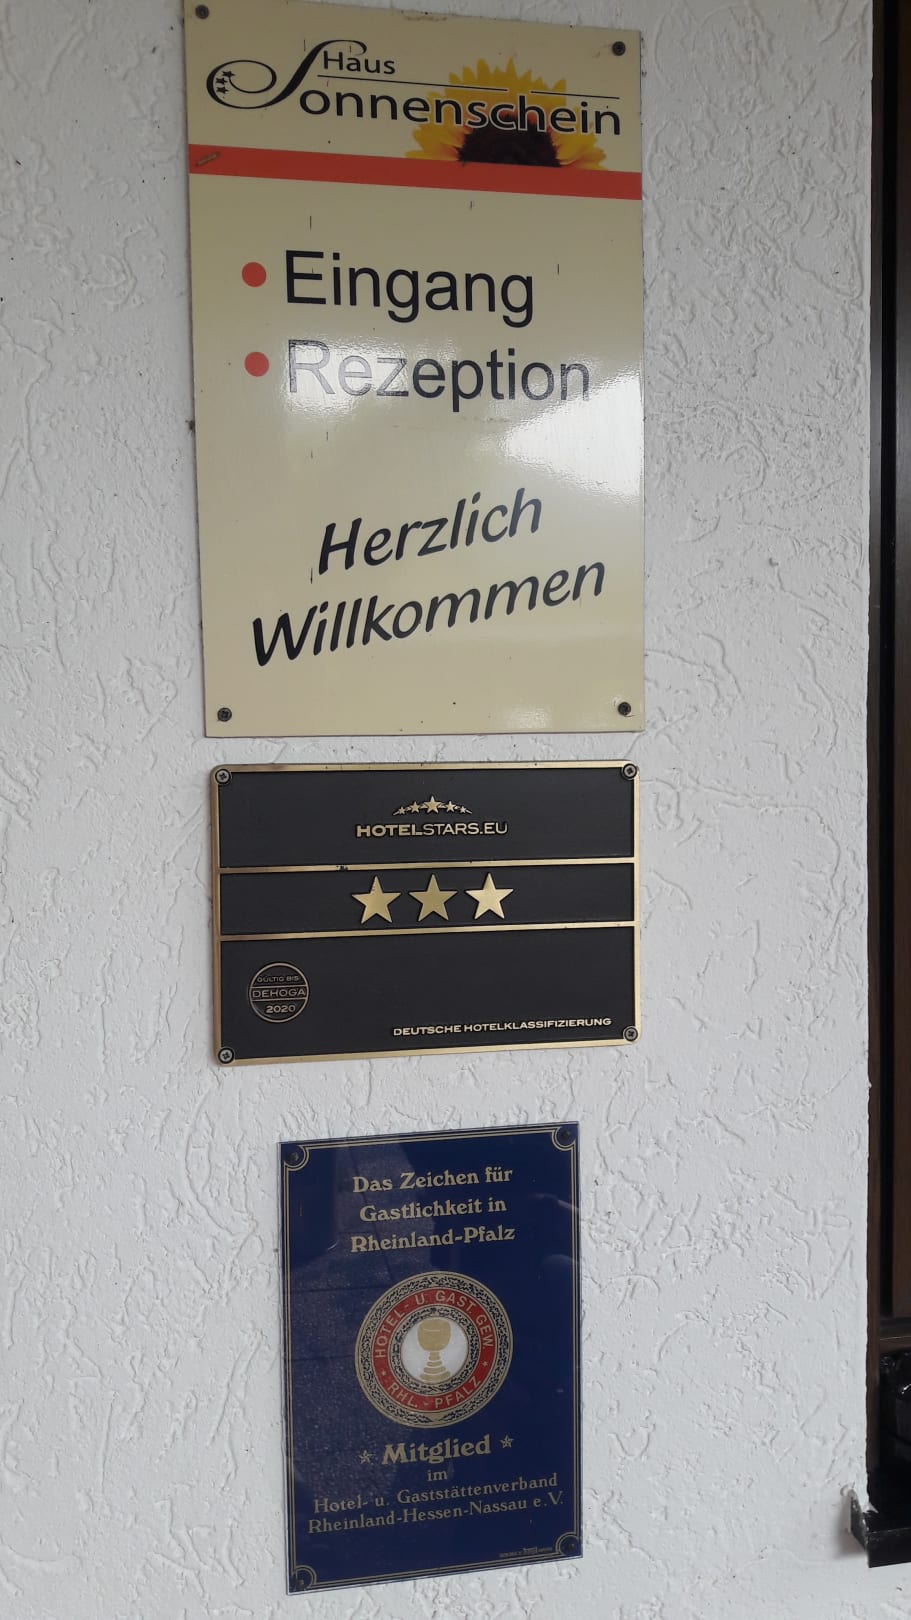 Haus
Sonnenschein
Eingang
Rezeption
Herzlich
Willkommen
HOTELSTARS.EU
GÜLTIG BIS
DEHOGA
2020
DEUTSCHE HOTELKLASSIFIZIERUNG
Das Zeichen für
Gastlichkeit in
Rheinland-Pfalz
HOTEL- U. GAST. GEW.
RHL.-PFALZ
Mitglied
im
Hotel- u. Gaststättenverband
Rheinland-Hessen-Nassau e.V.